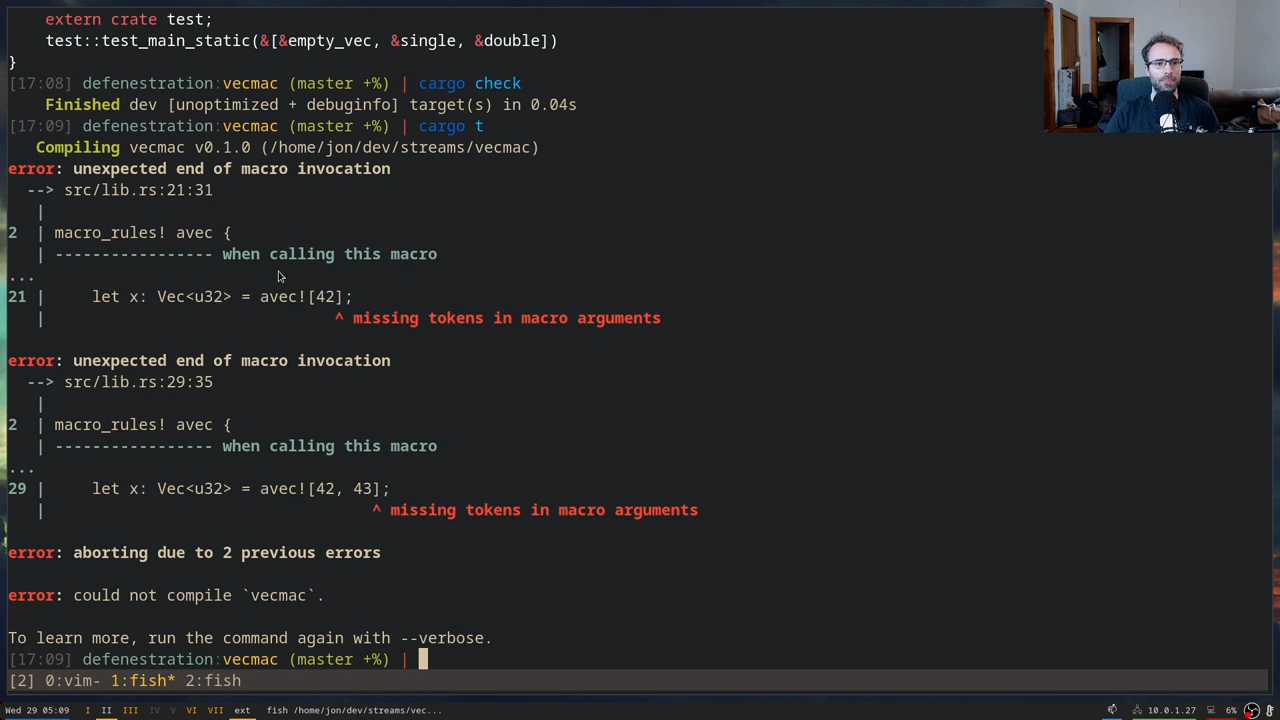 extern crate test;
test::test_main_static(&[&empty_vec, &single, &double])
}
[17:08] defenestration:vecmac (master +%) | cargo check
Finished dev [unoptimized + debuginfo] target(s) in 0.04s
[17:09] defenestration:vecmac (master +%) | cargo t
Compiling vecmac v0.1.0 (/home/jon/dev/streams/vecmac)
error: unexpected end of macro invocation
--> src/lib.rs:21:31
|
2 | macro_rules! avec {
| ----------------- when calling this macro
...
21 | let x: Vec<u32> = avec![42];
| ^ missing tokens in macro arguments
error: unexpected end of macro invocation
--> src/lib.rs:29:35
|
2 | macro_rules! avec {
| ----------------- when calling this macro
...
29 | let x: Vec<u32> = avec![42, 43];
| ^ missing tokens in macro arguments
error: aborting due to 2 previous errors
error: could not compile `vecmac`.
To learn more, run the command again with --verbose.
[17:09] defenestration:vecmac (master +%) |
[2] 0:vim- 1:fish* 2:fish
Wed 29 05:09 I II III IV V VI VII ext fish /home/jon/dev/streams/vec... 10.0.1.27 6%